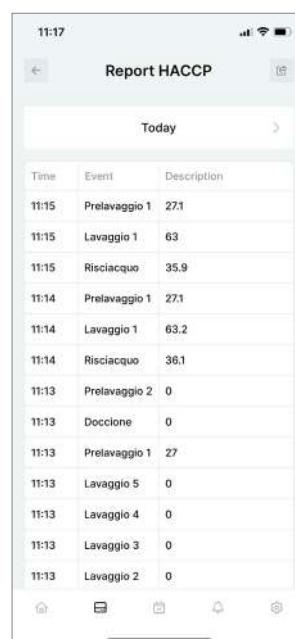 11:17
Report HACCP
Today
Time Event Description
11:15 Prelavaggio 1 27.1
11:15 Lavaggio 1 63
11:15 Risciacquo 35.9
11:14 Prelavaggio 1 27.1
11:14 Lavaggio 1 63.2
11:14 Risciacquo 36.1
11:13 Prelavaggio 2 0
11:13 Doccione 0
11:13 Prelavaggio 1 27
11:13 Lavaggio 5 0
11:13 Lavaggio 4 0
11:13 Lavaggio 3 0
11:13 Lavaggio 2 0